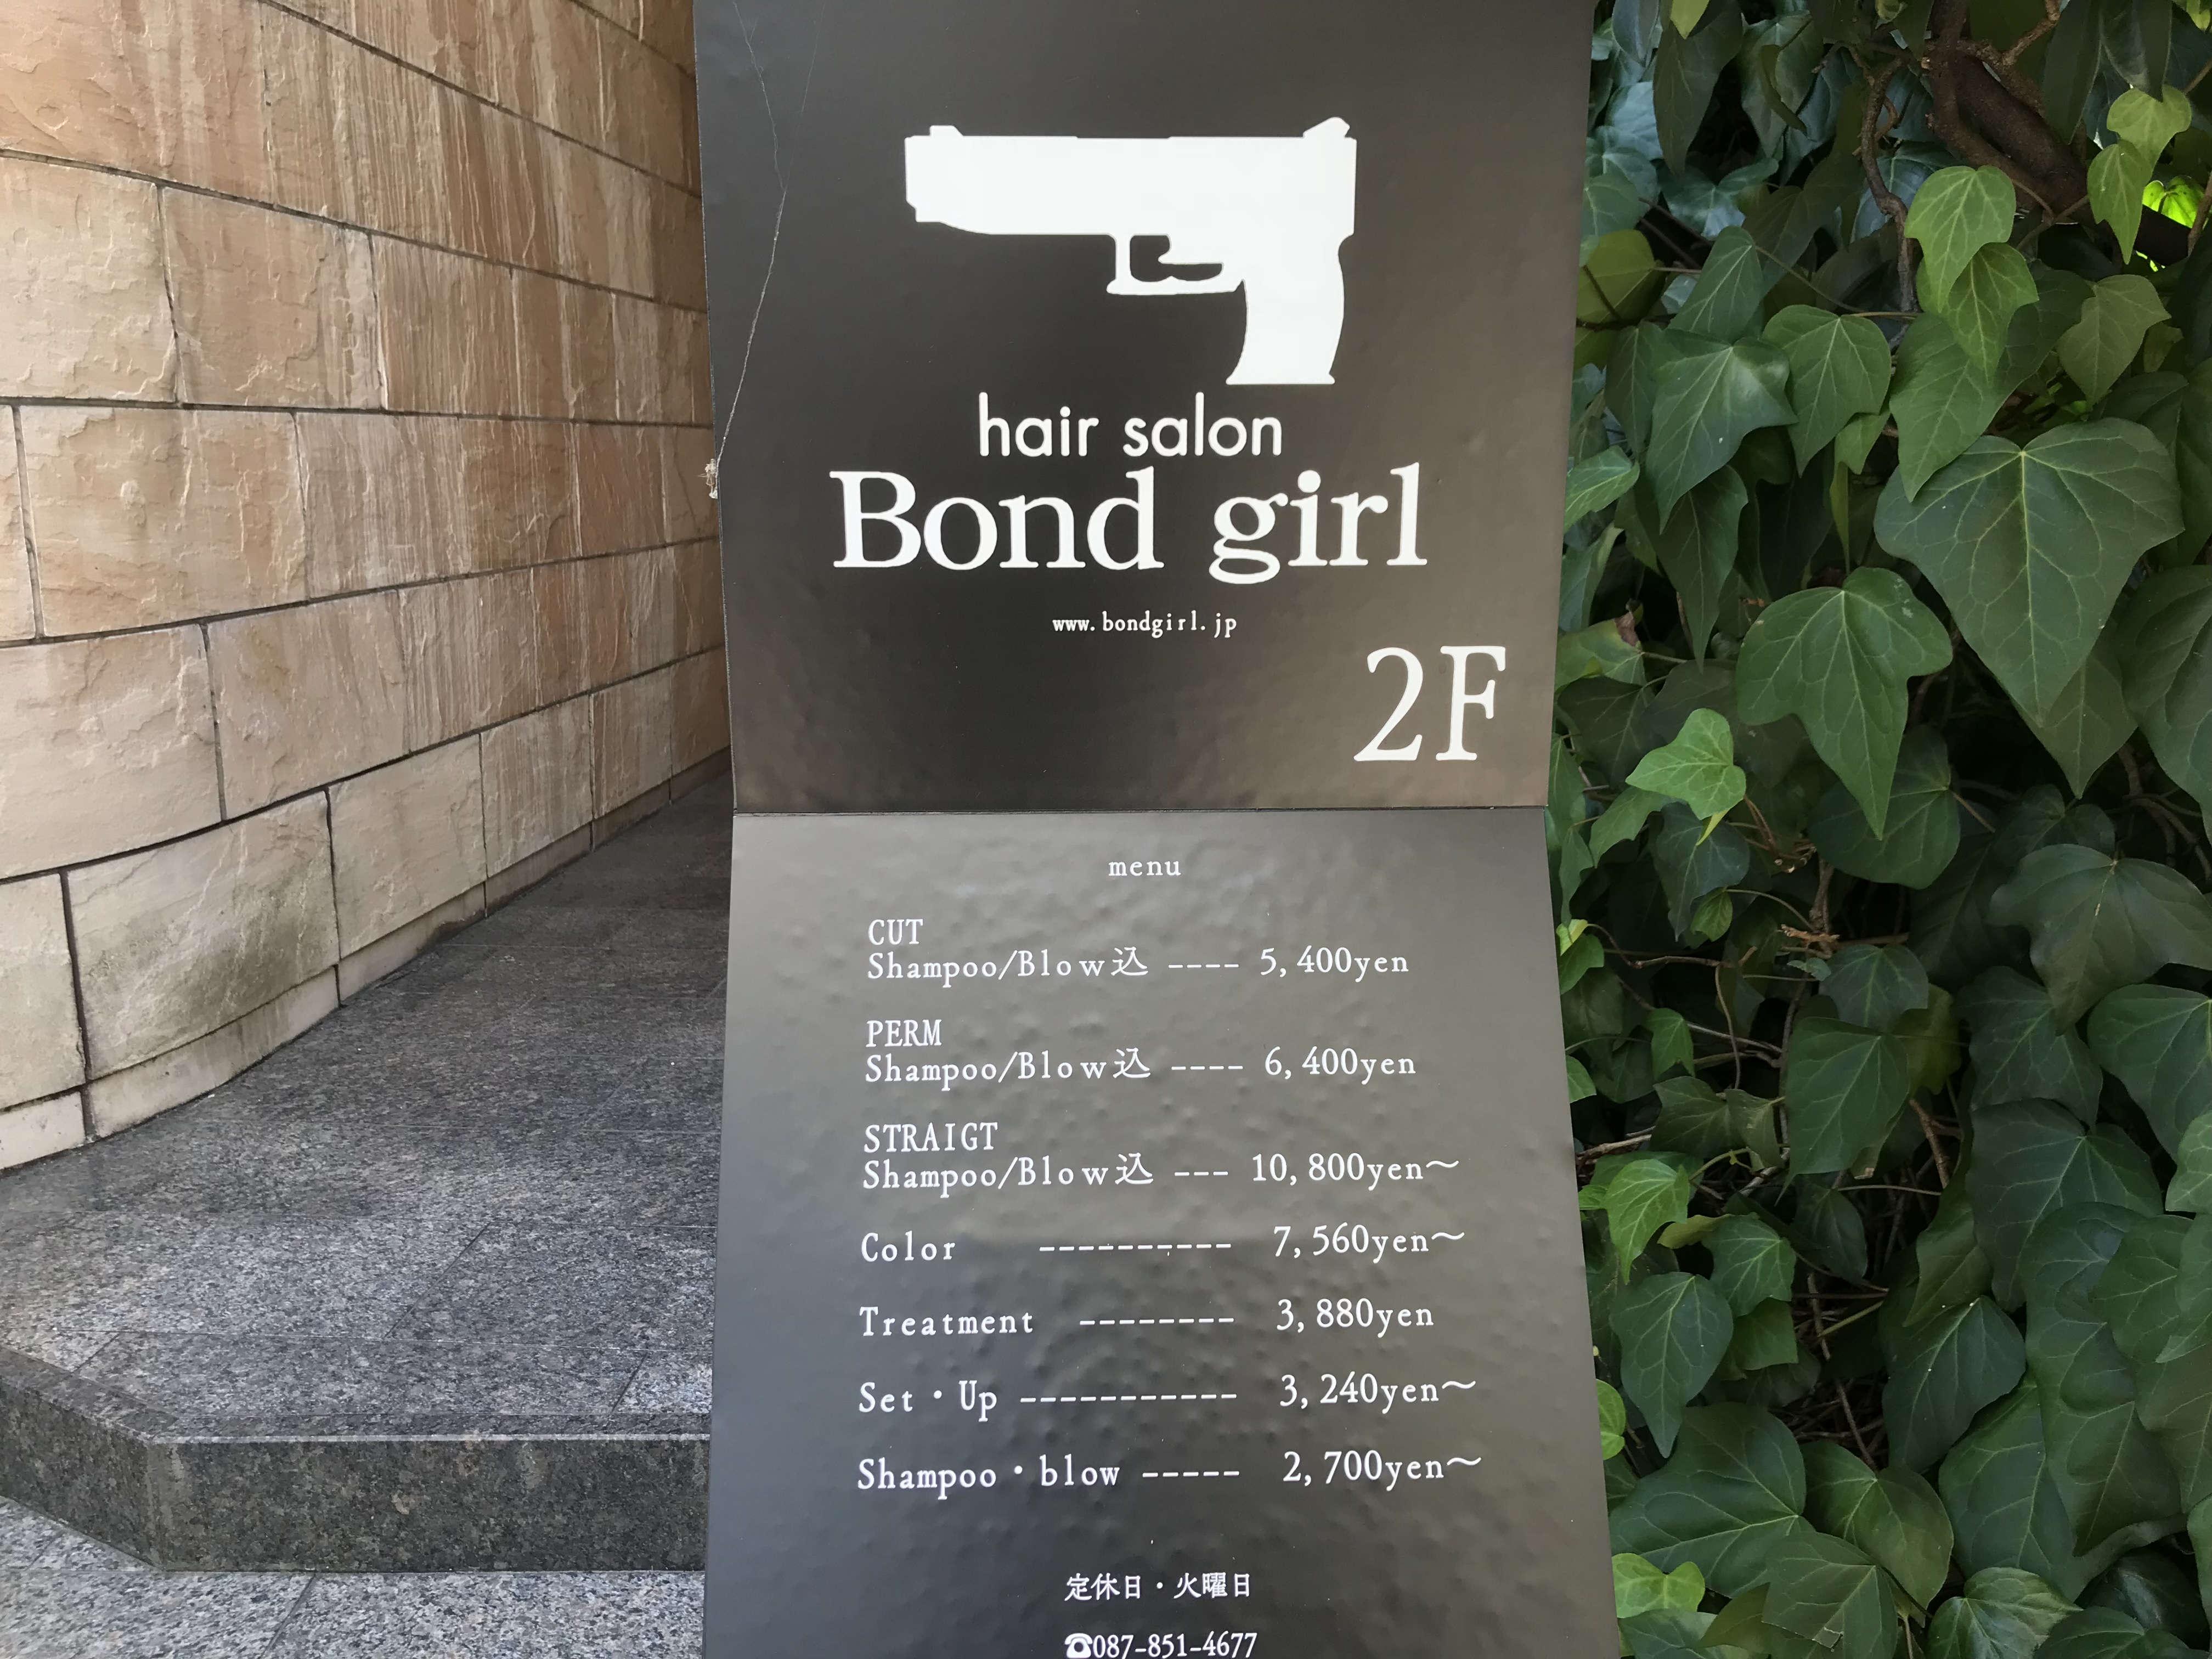 hair salon
Bond girl
www.bondgirl.jp
2F
menu
CUT
Shampoo/Blow込 ---- 5,400yen
PERM
Shampoo/Blow込 ---- 6,400yen
STRAIGT
Shampoo/Blow込 --- 10,800yen～
Color ---------- 7,560yen～
Treatment -------- 3,880yen
Set・Up ----------- 3,240yen～
Shampoo・blow ----- 2,700yen～
定休日・火曜日
☎087-851-4677